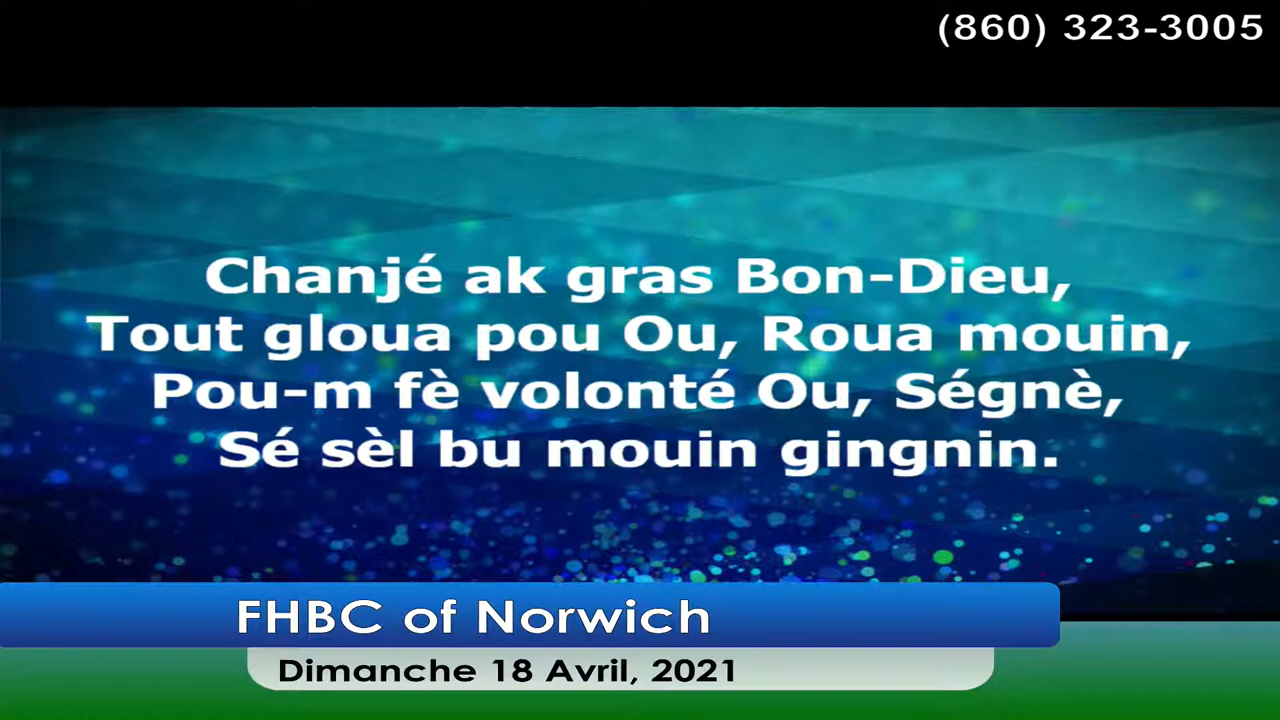 (860) 323-3005
Chanjé ak gras Bon-Dieu,
Tout gloua pou Ou, Roua mouin,
Pou-m fè volonté Ou, Ségnè,
Sé sèl bu mouin gingnin.
FHBC of Norwich
Dimanche 18 Avril, 2021